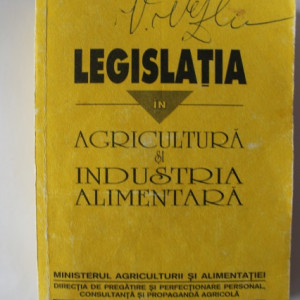 LEGISLAȚIA
IN
AGRICULTURĂ
și
INDUSTRIA
ALIMENTARĂ
MINISTERUL AGRICULTURII ȘI ALIMENTAȚIEI
DIRECȚIA DE PREGĂTIRE ȘI PERFECȚIONARE PERSONAL,
CONSULTANȚĂ ȘI PROPAGANDĂ AGRICOLĂ